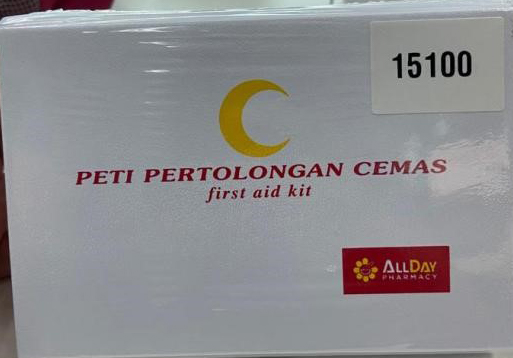 15100
PETI PERTOLONGAN CEMAS
first aid kit
ALLDAY
PHARMACY